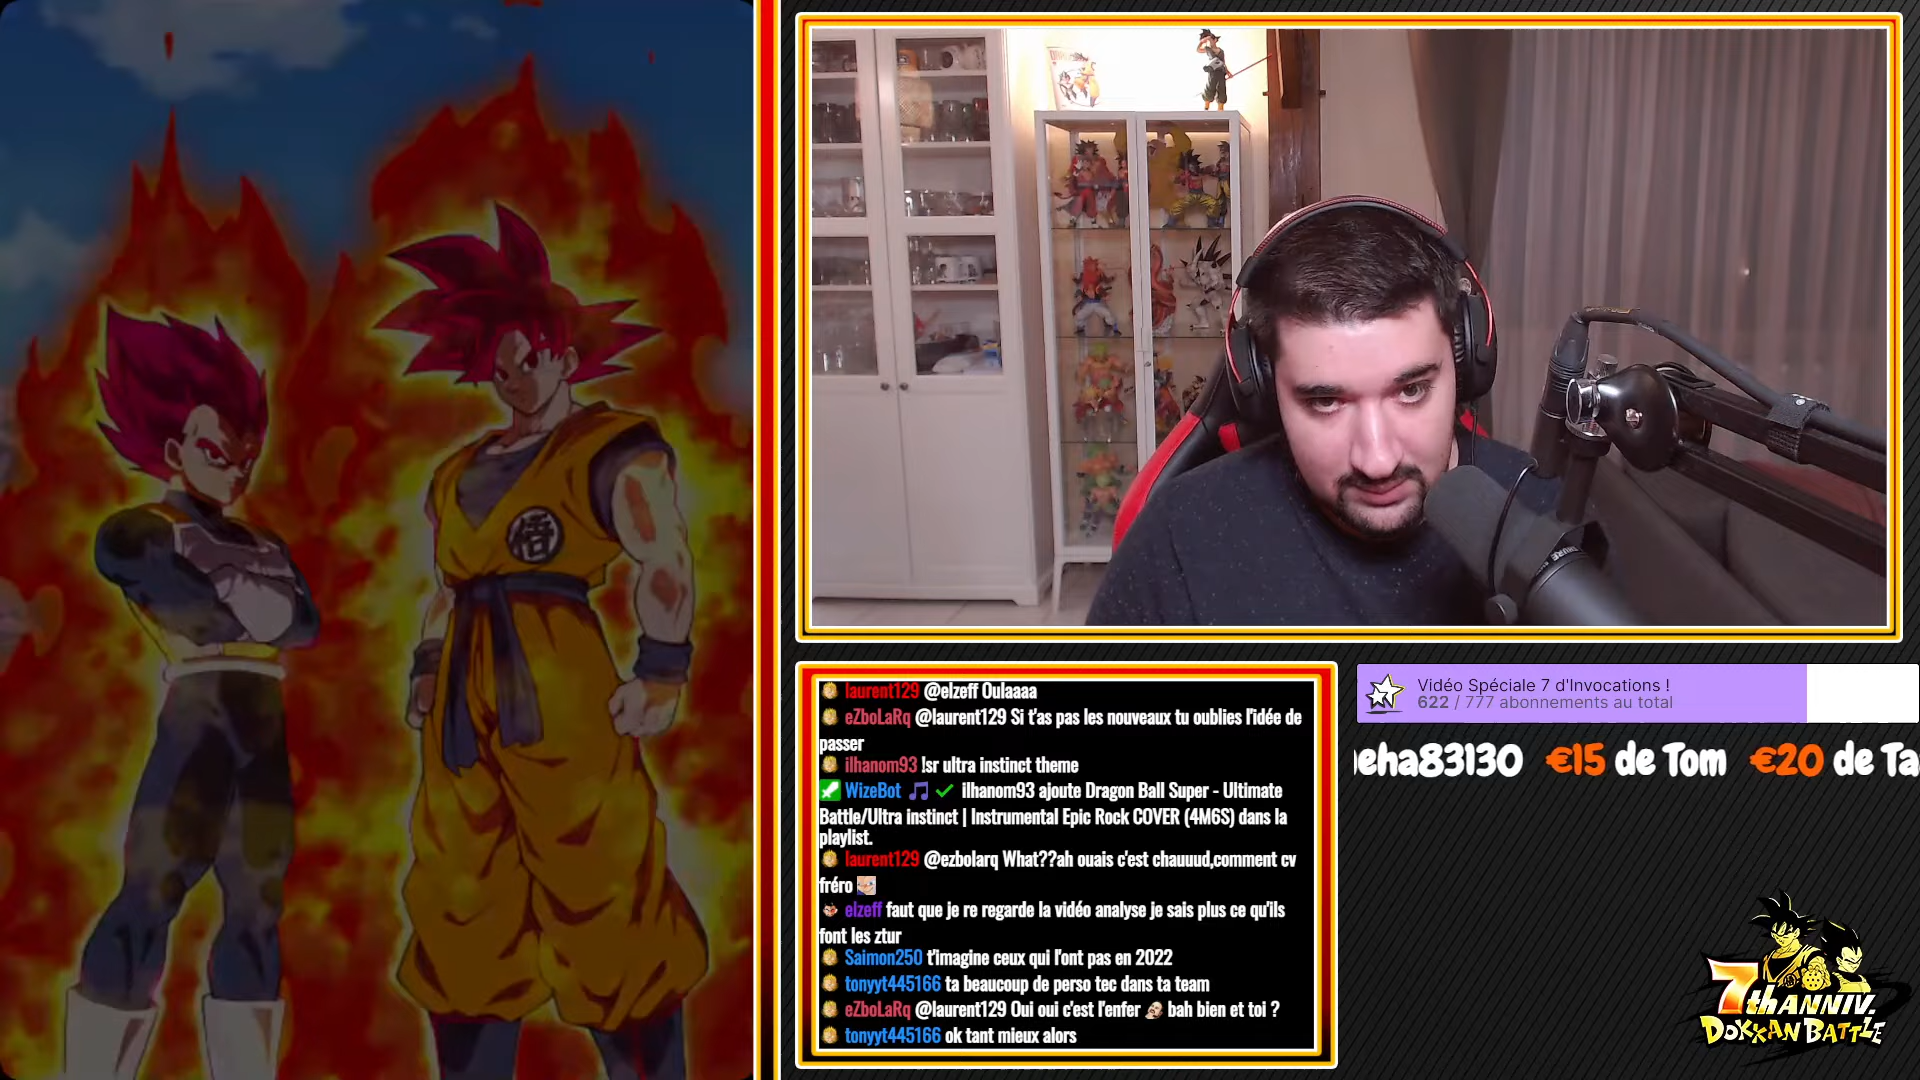 悟
laurent129 @elzeff Oulaaaa
eZboLaRq @laurent129 Si t'as pas les nouveaux tu oublies l'idée de
passer
ilhanom93 !sr ultra instinct theme
WizeBot ilhanom93 ajoute Dragon Ball Super - Ultimate
Battle/Ultra instinct | Instrumental Epic Rock COVER (4M6S) dans la
playlist.
laurent129 @ezbolarq What??ah ouais c'est chauuud,comment cv
fréro
elzeff faut que je re regarde la vidéo analyse je sais plus ce qu'ils
font les ztur
Saimon250 t'imagine ceux qui l'ont pas en 2022
tonyyt445166 ta beaucoup de perso tec dans ta team
eZboLaRq @laurent129 Oui oui c'est l'enfer bah bien et toi ?
tonyyt445166 ok tant mieux alors
Vidéo Spéciale 7 d'Invocations !
622 / 777 abonnements au total
eha83130 €15 de Tom €20 de Ta
7thANNIV.
DOKKAN BATTLE
SHURE